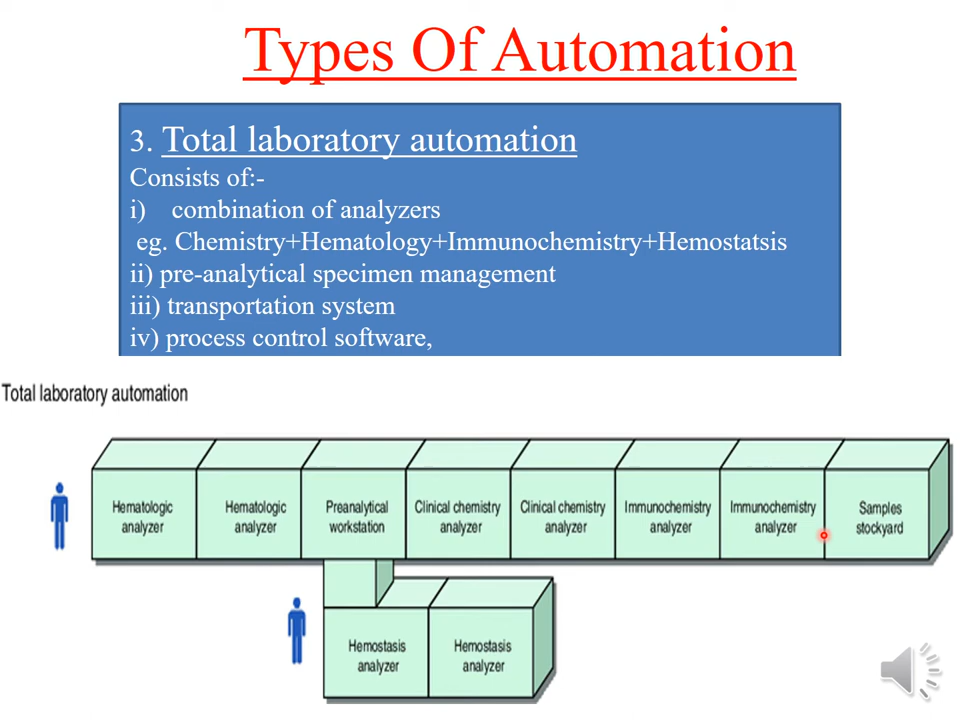 Types Of Automation
3. Total laboratory automation
Consists of:-
i) combination of analyzers
eg. Chemistry+Hematology+Immunochemistry+Hemostatsis
ii) pre-analytical specimen management
iii) transportation system
iv) process control software,
Total laboratory automation
Hematologic
analyzer
Hematologic
analyzer
Preanalytical
workstation
Clinical chemistry
analyzer
Clinical chemistry
analyzer
Immunochemistry
analyzer
Immunochemistry
analyzer
Samples
stockyard
Hemostasis
analyzer
Hemostasis
analyzer